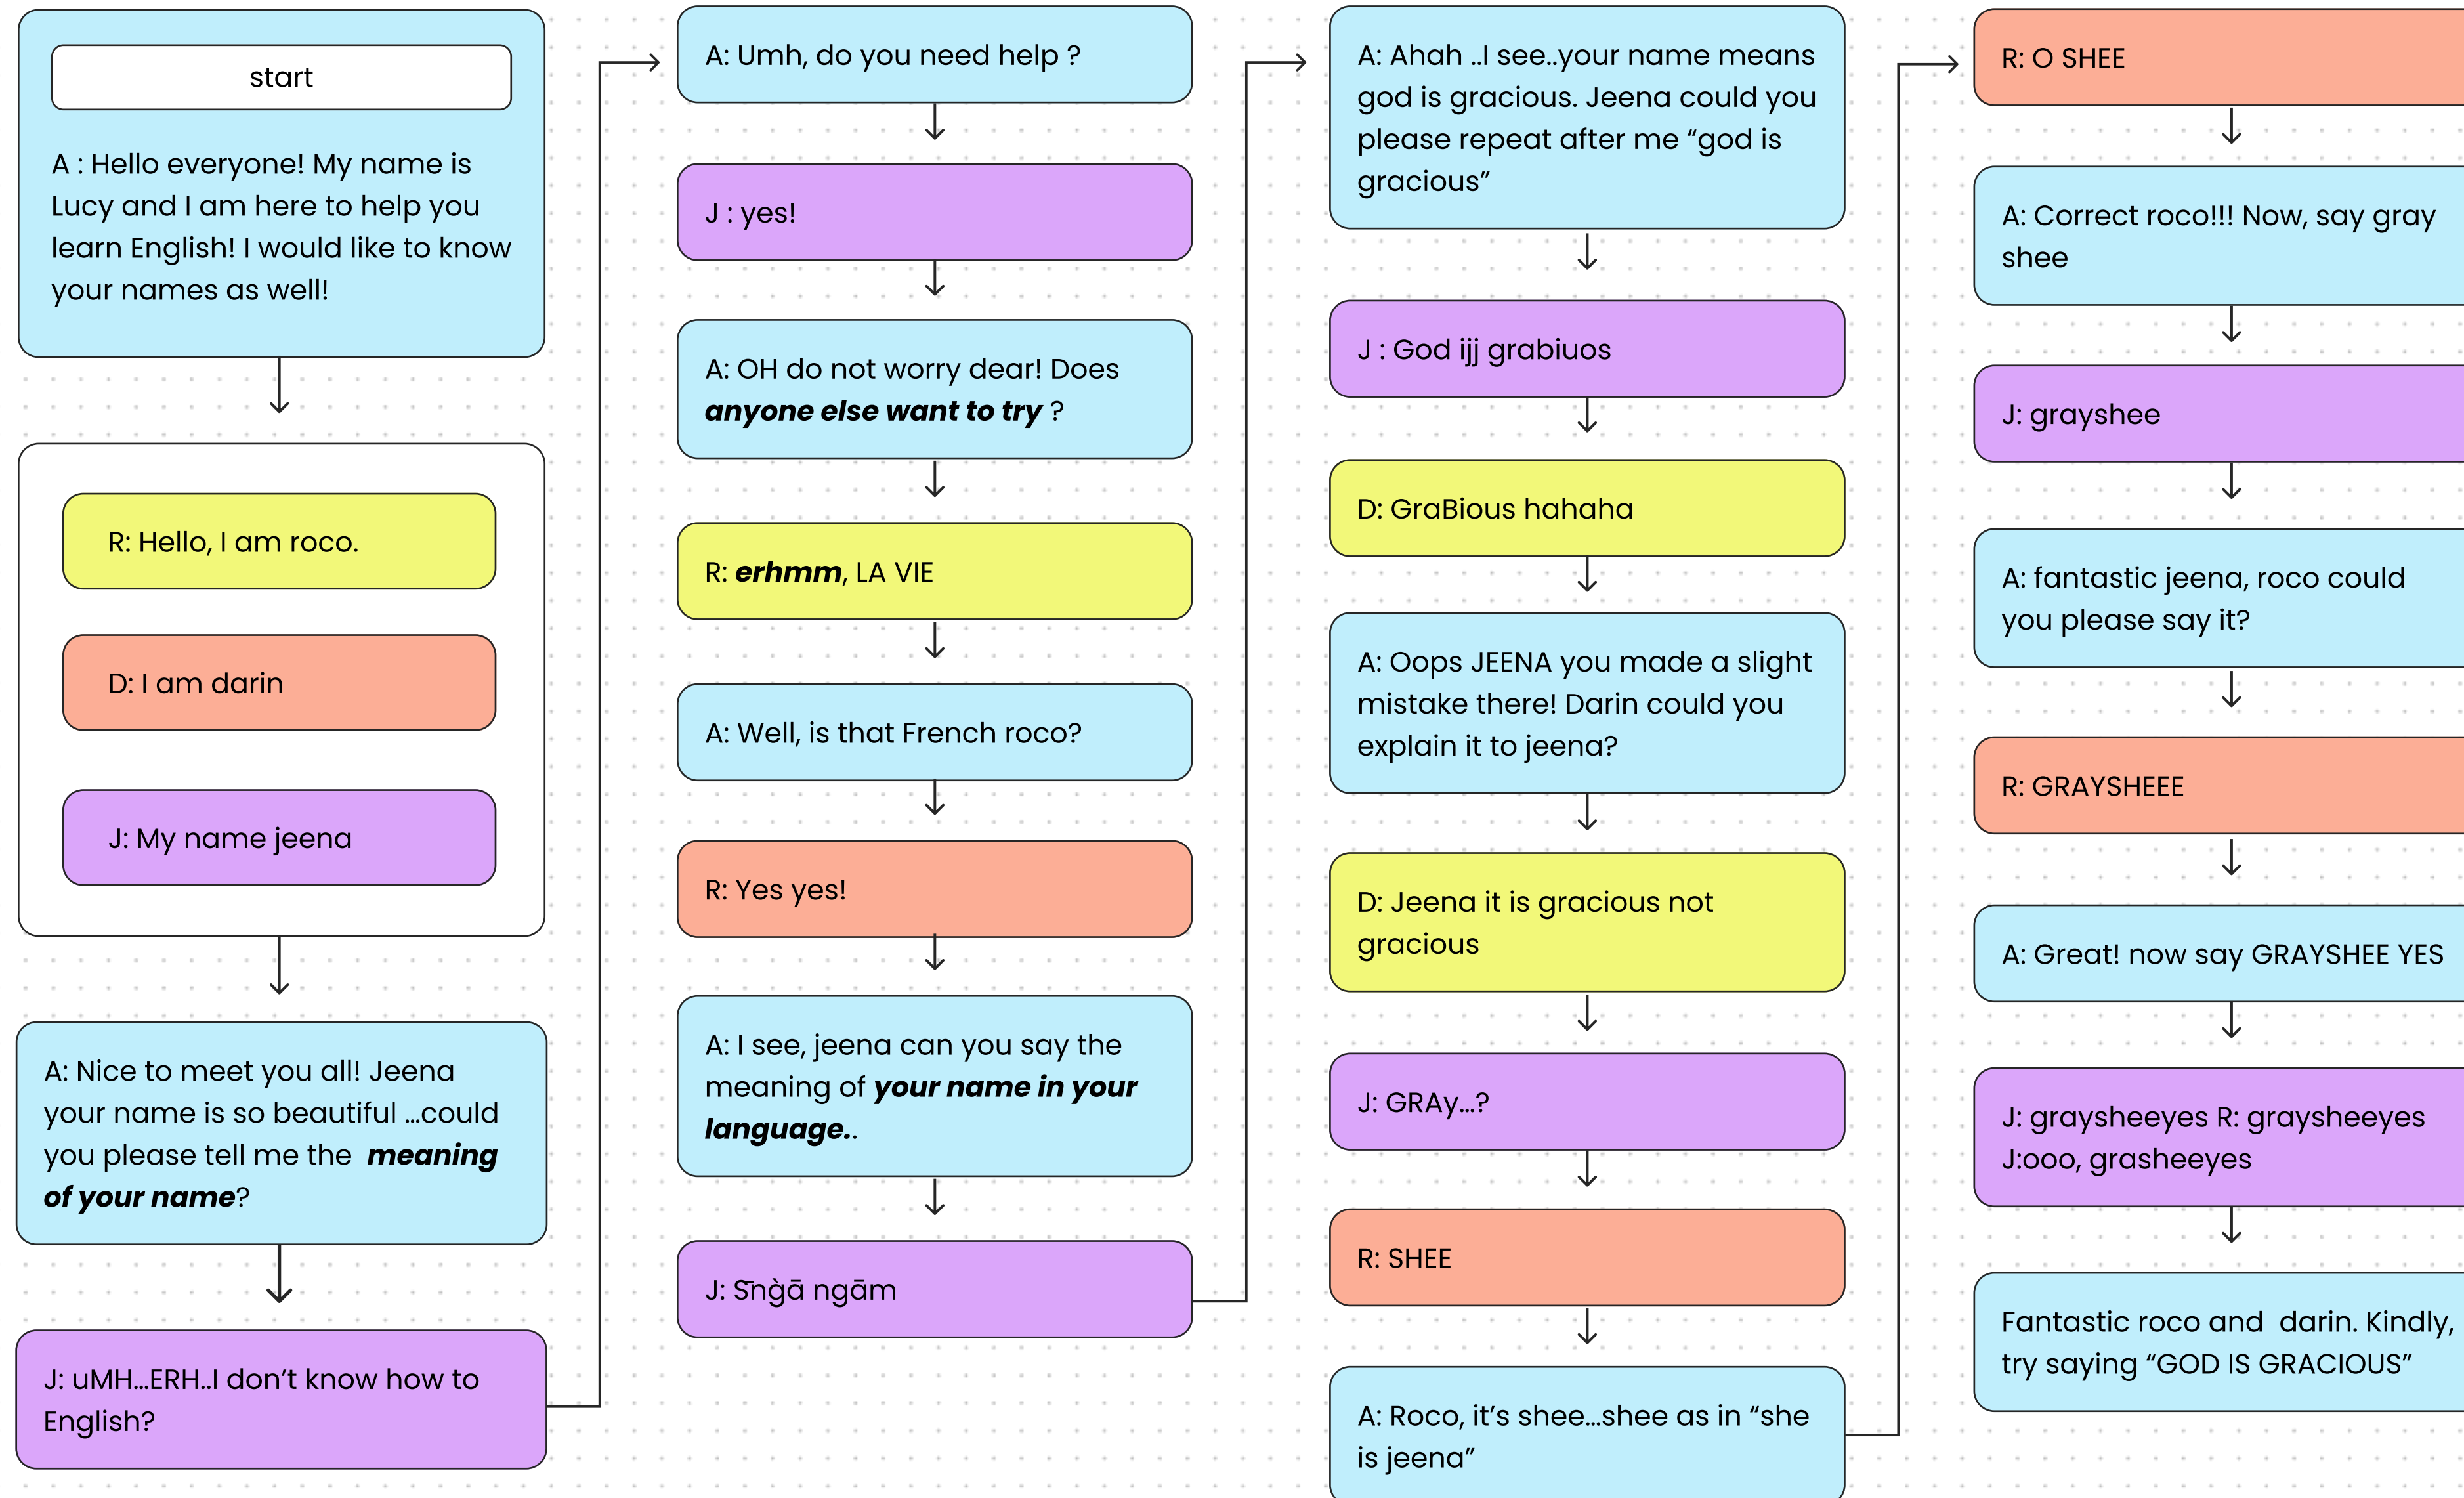 start
A : Hello everyone! My name is
Lucy and I am here to help you
learn English! I would like to know
your names as well!
R: Hello, I am roco.
D: I am darin
J: My name jeena
A: Nice to meet you all! Jeena
your name is so beautiful ...could
you please tell me the meaning
of your name?
J: uMH...ERH..I don't know how to
English?
A: Umh, do you need help ?
J : yes!
A: OH do not worry dear! Does
anyone else want to try ?
R: erhmm, LA VIE
A: Well, is that French roco?
R: Yes yes!
A: I see, jeena can you say the
meaning of your name in your
language..
J: S̄ng̀ā ngām
A: Ahah ..I see..your name means
god is gracious. Jeena could you
please repeat after me “god is
gracious”
J : God ijj grabiuos
D: GraBious hahaha
A: Oops JEENA you made a slight
mistake there! Darin could you
explain it to jeena?
D: Jeena it is gracious not
gracious
J: GRAy...?
R: SHEE
A: Roco, it's shee...shee as in “she
is jeena”
R: O SHEE
A: Correct roco!!! Now, say gray
shee
J: grayshee
A: fantastic jeena, roco could
you please say it?
R: GRAYSHEEE
A: Great! now say GRAYSHEE YES
J: graysheeyes R: graysheeyes
J:ooo, grasheeyes
Fantastic roco and darin. Kindly,
try saying “GOD IS GRACIOUS”